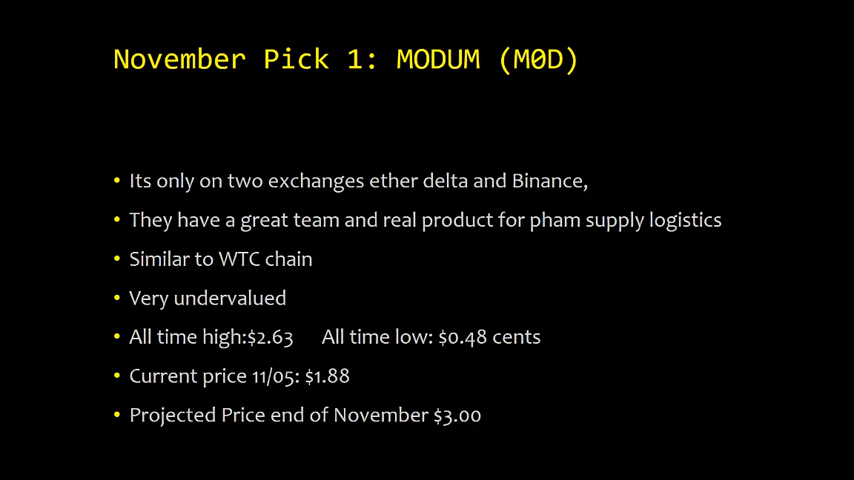 November Pick 1: MODUM (M0D)
• Its only on two exchanges ether delta and Binance,
• They have a great team and real product for pham supply logistics
• Similar to WTC chain
• Very undervalued
• All time high:$2.63 All time low: $0.48 cents
• Current price 11/05: $1.88
• Projected Price end of November $3.00